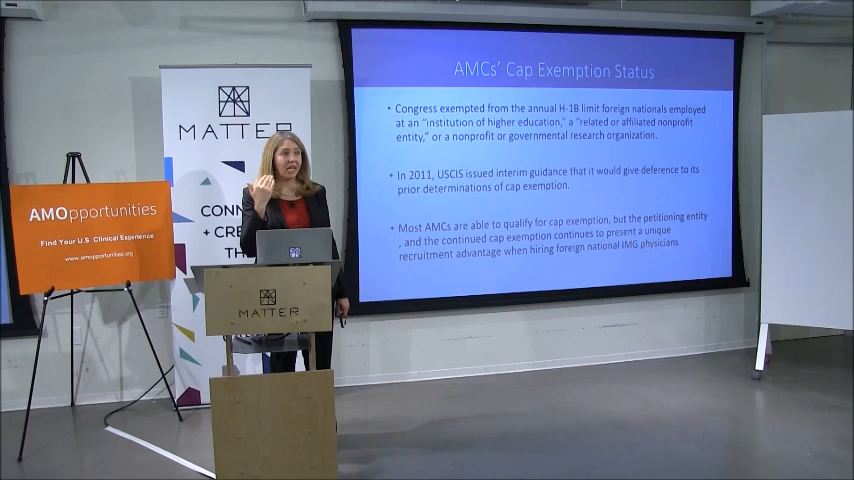 AMCs' Cap Exemption Status
Congress exempted from the annual H-1B limit foreign nationals employed
at an "institution of higher education," a "related or affiliated nonprofit
entity," or a nonprofit or governmental research organization.
In 2011, USCIS issued interim guidance that it would give deference to its
prior determinations of cap exemption.
Most AMCs are able to qualify for cap exemption, but the petitioning entity
, and the continued cap exemption continues to present a unique
recruitment advantage when hiring foreign national IMG physicians
MATTER
CONN
+ CRE
TH
AMOpportunities
Find Your U.S. Clinical Experience
www.amopportunities.org
MATTER